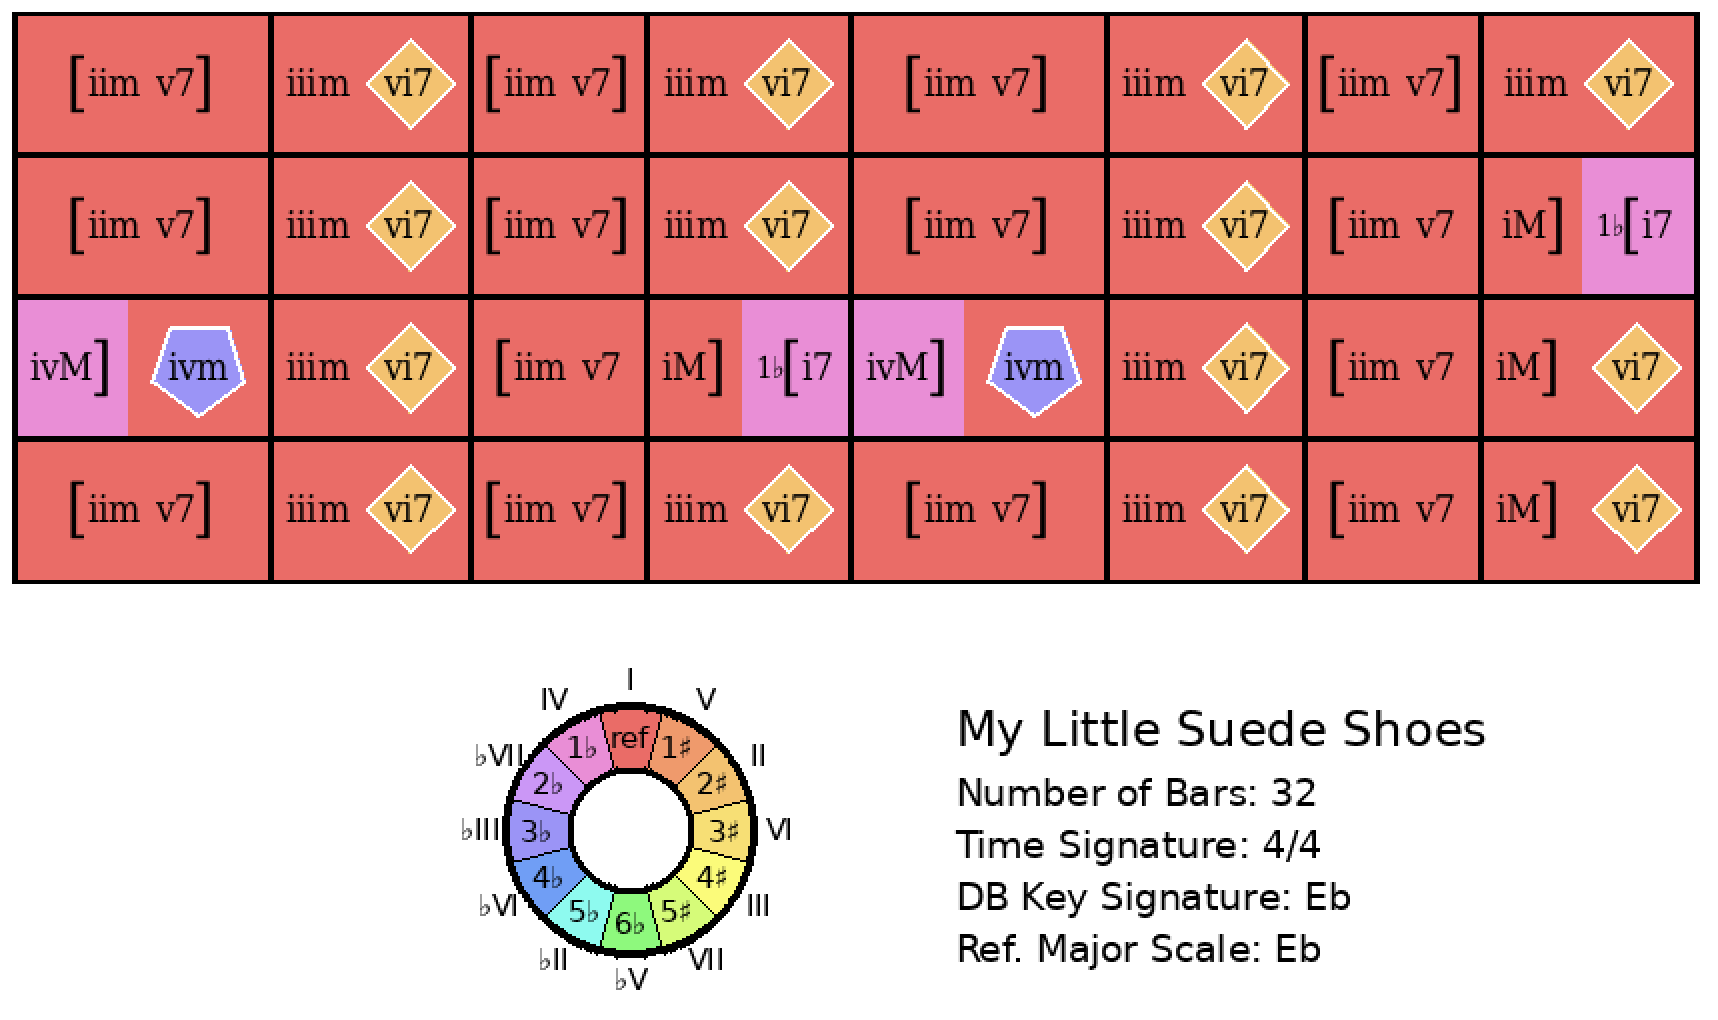 [iim v7] iiim vi7 [iim v7] iiim vi7 [iim v7] iiim vi7 [iim v7] iiim vi7
[iim v7] iiim vi7 [iim v7] iiim vi7 [iim v7] iiim vi7 [iim v7 iM] 1♭[i7
ivM] ivm iiim vi7 [iim v7 iM] 1♭[i7 ivM] ivm iiim vi7 [iim v7 iM] vi7
[iim v7] iiim vi7 [iim v7] iiim vi7 [iim v7] iiim vi7 [iim v7 iM] vi7
I
IV V
♭VII II
♭III VI
♭VI III
♭II VII
♭V
ref
1♭ 1♯
2♭ 2♯
3♭ 3♯
4♭ 4♯
5♭ 5♯
6♭
My Little Suede Shoes
Number of Bars: 32
Time Signature: 4/4
DB Key Signature: Eb
Ref. Major Scale: Eb